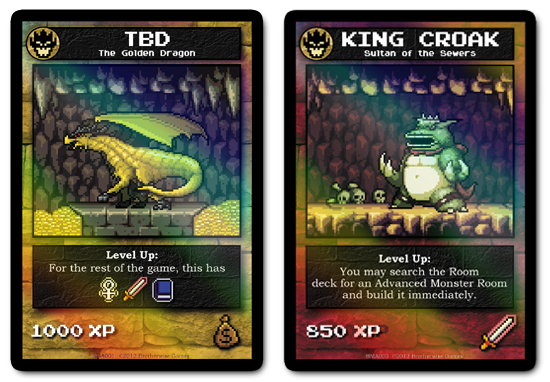 TBD
The Golden Dragon
Level Up:
For the rest of the game, this has
1000 XP
KING CROAK
Sultan of the Sewers
Level Up:
You may search the Room
deck for an Advanced Monster Room
and build it immediately.
850 XP